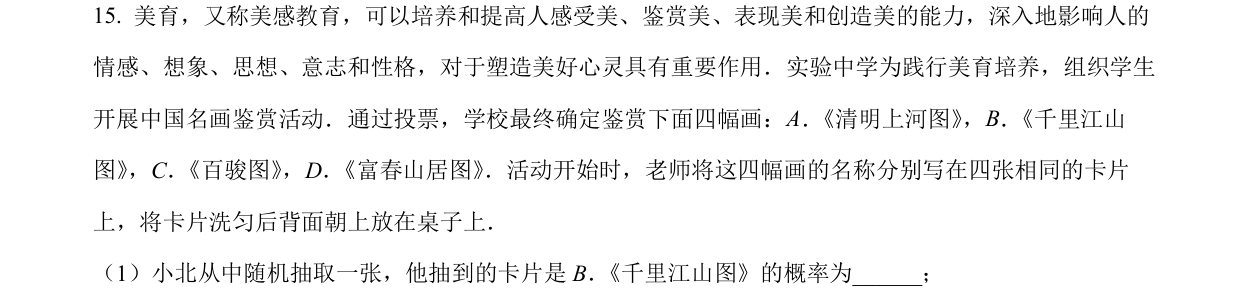 15. 美育，又称美感教育，可以培养和提高人感受美、鉴赏美、表现美和创造美的能力，深入地影响人的
情感、想象、思想、意志和性格，对于塑造美好心灵具有重要作用．实验中学为践行美育培养，组织学生
开展中国名画鉴赏活动．通过投票，学校最终确定鉴赏下面四幅画：A．《清明上河图》，B．《千里江山
图》，C．《百骏图》，D．《富春山居图》．活动开始时，老师将这四幅画的名称分别写在四张相同的卡片
上，将卡片洗匀后背面朝上放在桌子上．
（1）小北从中随机抽取一张，他抽到的卡片是 B．《千里江山图》的概率为______；